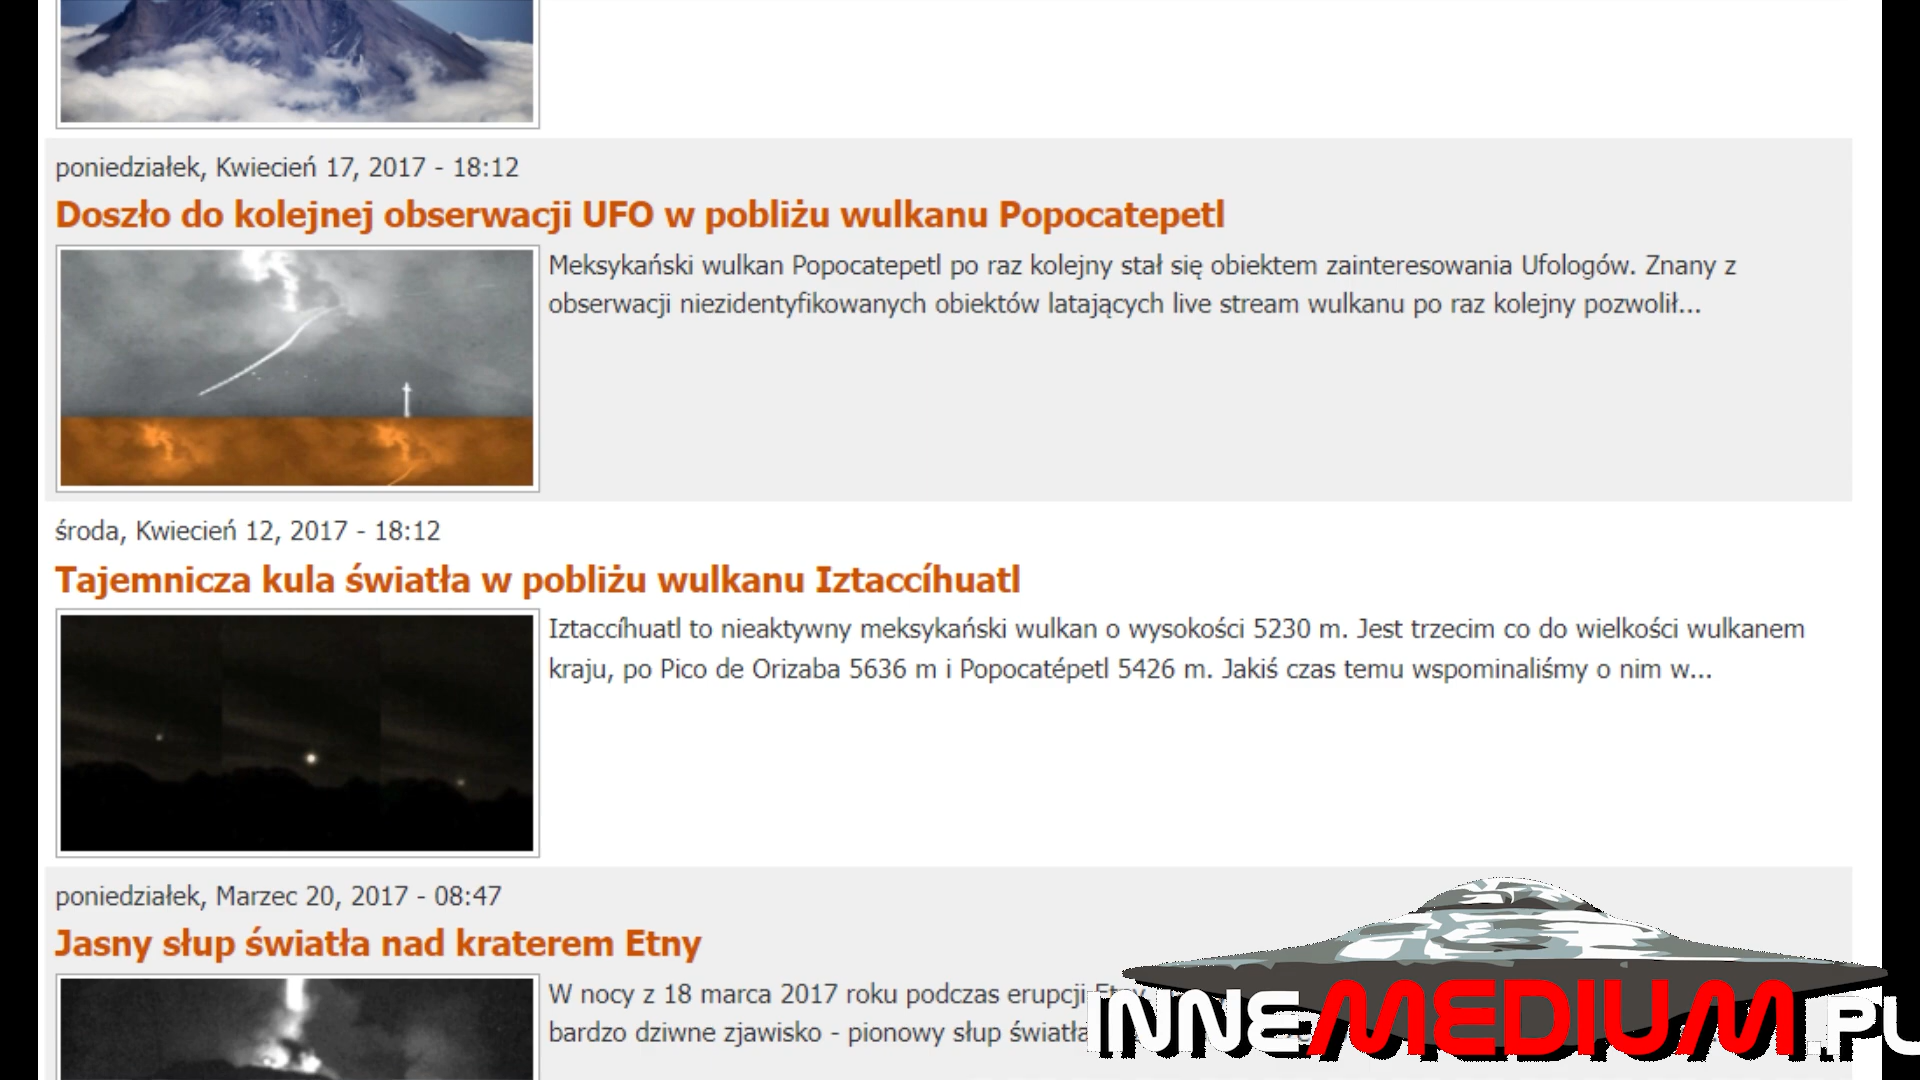 poniedziałek, Kwiecień 17, 2017 - 18:12
Doszło do kolejnej obserwacji UFO w pobliżu wulkanu Popocatepetl
Meksykański wulkan Popocatepetl po raz kolejny stał się obiektem zainteresowania Ufologów. Znany z
obserwacji niezidentyfikowanych obiektów latających live stream wulkanu po raz kolejny pozwolił...
środa, Kwiecień 12, 2017 - 18:12
Tajemnicza kula światła w pobliżu wulkanu Iztaccíhuatl
Iztaccíhuatl to nieaktywny meksykański wulkan o wysokości 5230 m. Jest trzecim co do wielkości wulkanem
kraju, po Pico de Orizaba 5636 m i Popocatépetl 5426 m. Jakiś czas temu wspominaliśmy o nim w...
poniedziałek, Marzec 20, 2017 - 08:47
Jasny słup światła nad kraterem Etny
W nocy z 18 marca 2017 roku podczas erupcji Etny
bardzo dziwne zjawisko - pionowy słup światła
INNEMEDIUM.PL